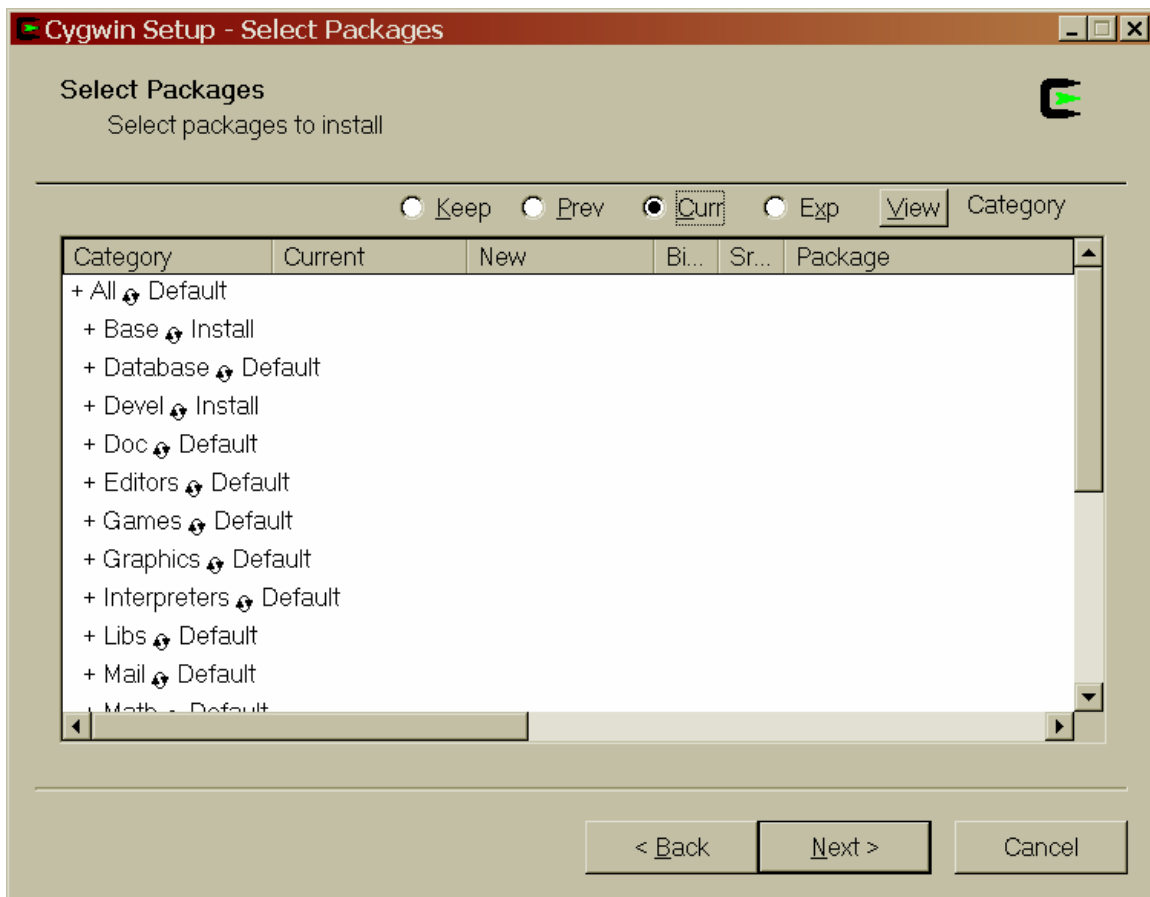 Cygwin Setup - Select Packages
Select Packages
Select packages to install
Keep Prev Curr Exp View Category
Category Current New Bi... Sr... Package
+ All Default
+ Base Install
+ Database Default
+ Devel Install
+ Doc Default
+ Editors Default
+ Games Default
+ Graphics Default
+ Interpreters Default
+ Libs Default
+ Mail Default
+ Math Default
< Back Next > Cancel